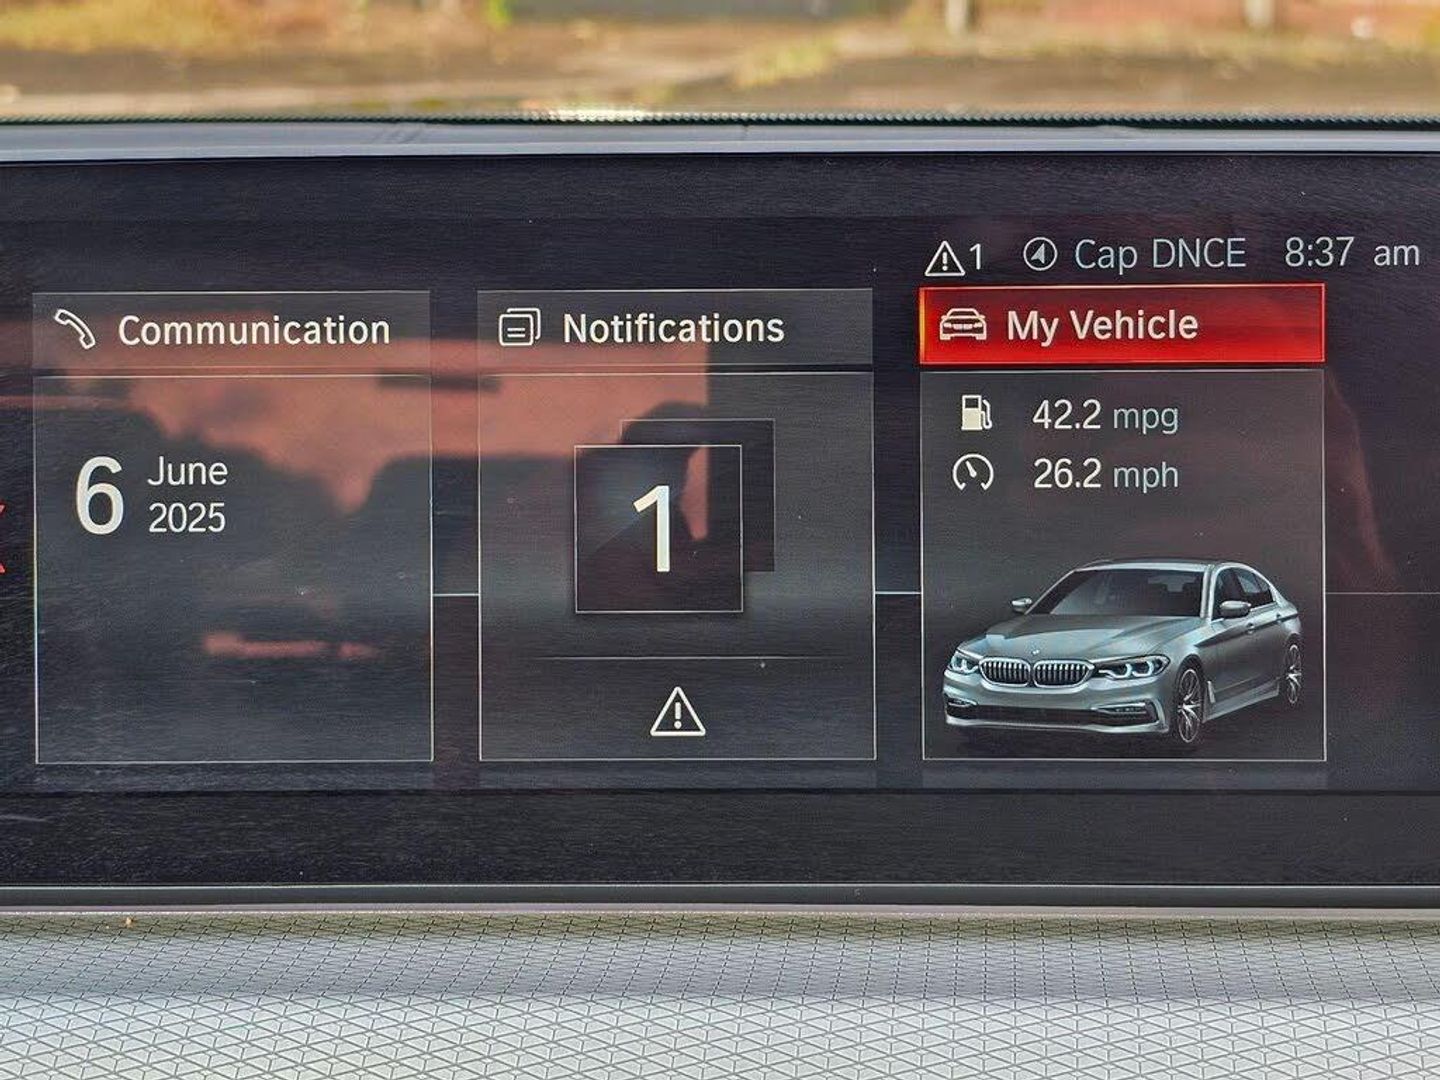 1 Cap DNCE 8:37 am
Communication
6 June
2025
Notifications
1
My Vehicle
42.2 mpg
26.2 mph